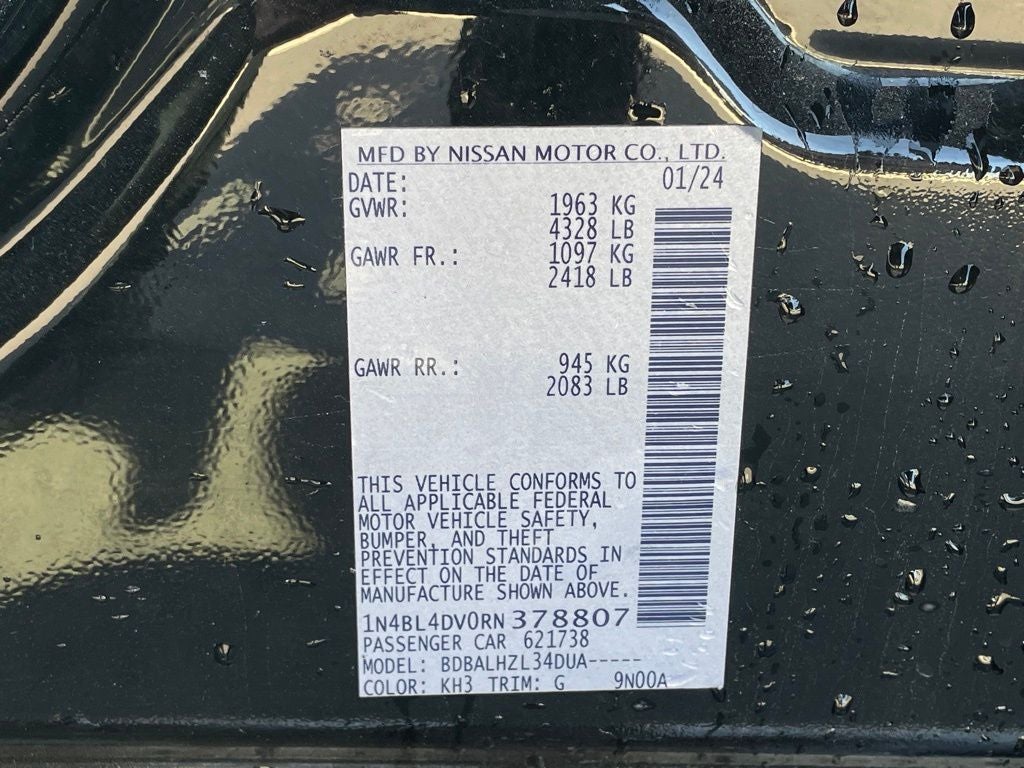 MFD BY NISSAN MOTOR CO., LTD.
DATE: 01/24
GVWR: 1963 KG
4328 LB
GAWR FR.: 1097 KG
2418 LB
GAWR RR.: 945 KG
2083 LB
THIS VEHICLE CONFORMS TO
ALL APPLICABLE FEDERAL
MOTOR VEHICLE SAFETY,
BUMPER, AND THEFT
PREVENTION STANDARDS IN
EFFECT ON THE DATE OF
MANUFACTURE SHOWN ABOVE.
1N4BL4DV0RN378807
PASSENGER CAR 621738
MODEL: BDBALHZL34DUA-----
COLOR: KH3 TRIM: G 9N00A